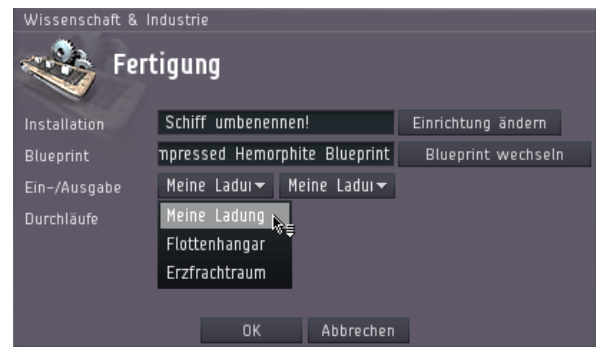 Wissenschaft & Industrie
Fertigung
Installation Schiff umbenennen! Einrichtung ändern
Blueprint mpressed Hemorphite Blueprint Blueprint wechseln
Ein-/Ausgabe Meine Ladu Meine Ladu
Durchläufe Meine Ladung
Flottenhangar
Erzfrachtraum
OK Abbrechen